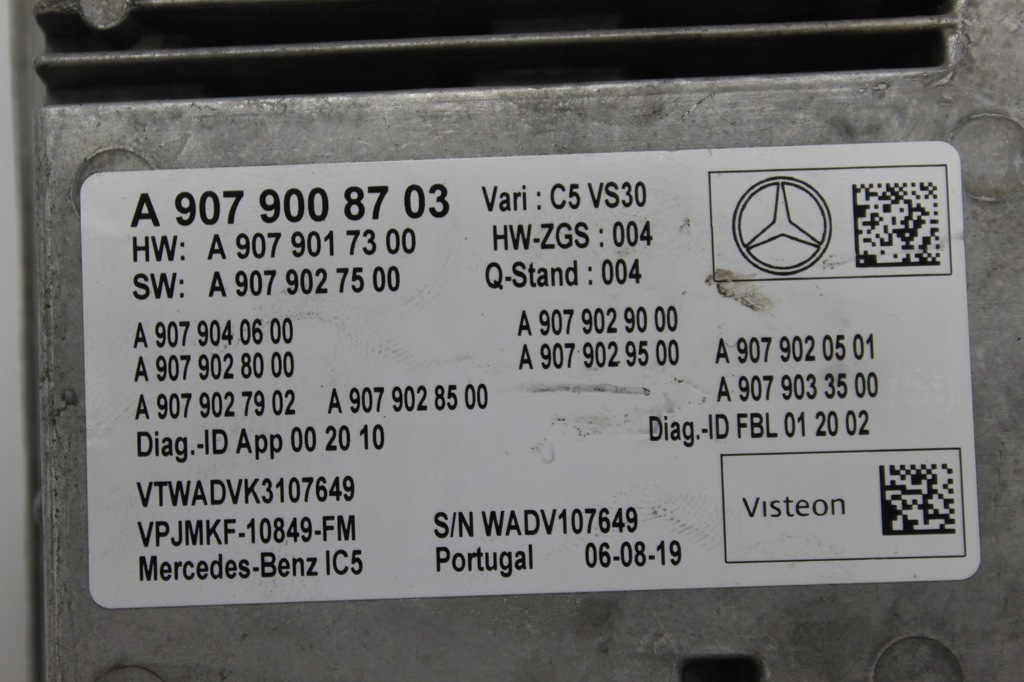 A 907 900 87 03 Vari : C5 VS30
HW: A 907 901 73 00 HW-ZGS : 004
SW: A 907 902 75 00 Q-Stand : 004
A 907 904 06 00 A 907 902 90 00
A 907 902 80 00 A 907 902 95 00 A 907 902 05 01
A 907 902 79 02 A 907 902 85 00 A 907 903 35 00
Diag.-ID App 00 20 10 Diag.-ID FBL 01 20 02
VTWADVK3107649
VPJMKF-10849-FM S/N WADV107649
Mercedes-Benz IC5 Portugal 06-08-19
Visteon